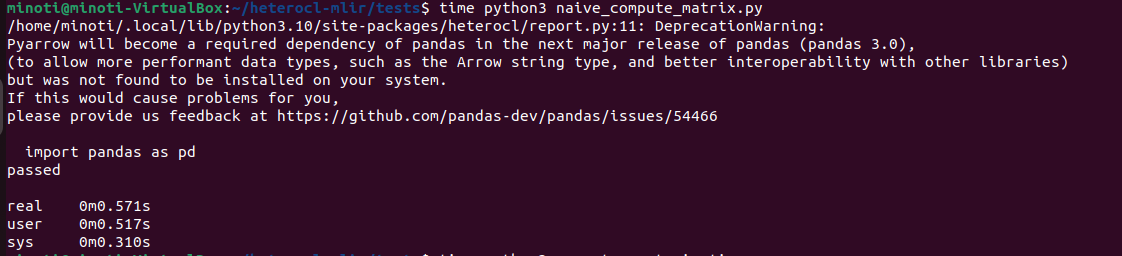 minoti@minoti-VirtualBox:~/heterocl-mlir/tests$ time python3 naive_compute_matrix.py
/home/minoti/.local/lib/python3.10/site-packages/heterocl/report.py:11: DeprecationWarning:
Pyarrow will become a required dependency of pandas in the next major release of pandas (pandas 3.0),
(to allow more performant data types, such as the Arrow string type, and better interoperability with other libraries)
but was not found to be installed on your system.
If this would cause problems for you,
please provide us feedback at https://github.com/pandas-dev/pandas/issues/54466
  import pandas as pd
passed
real    0m0.571s
user    0m0.517s
sys     0m0.310s